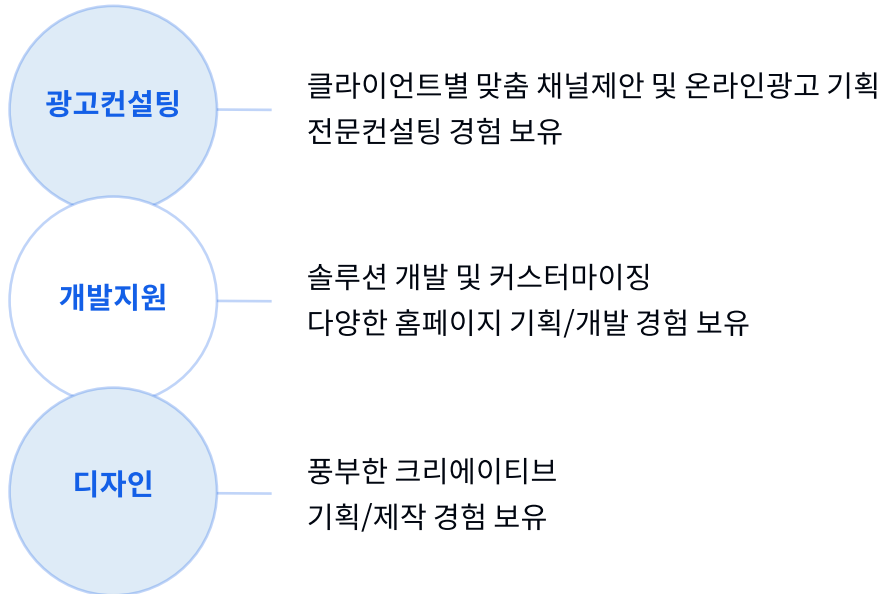 광고컨설팅
클라이언트별 맞춤 채널제안 및 온라인광고 기획
전문컨설팅 경험 보유
개발지원
솔루션 개발 및 커스터마이징
다양한 홈페이지 기획/개발 경험 보유
디자인
풍부한 크리에이티브
기획/제작 경험 보유